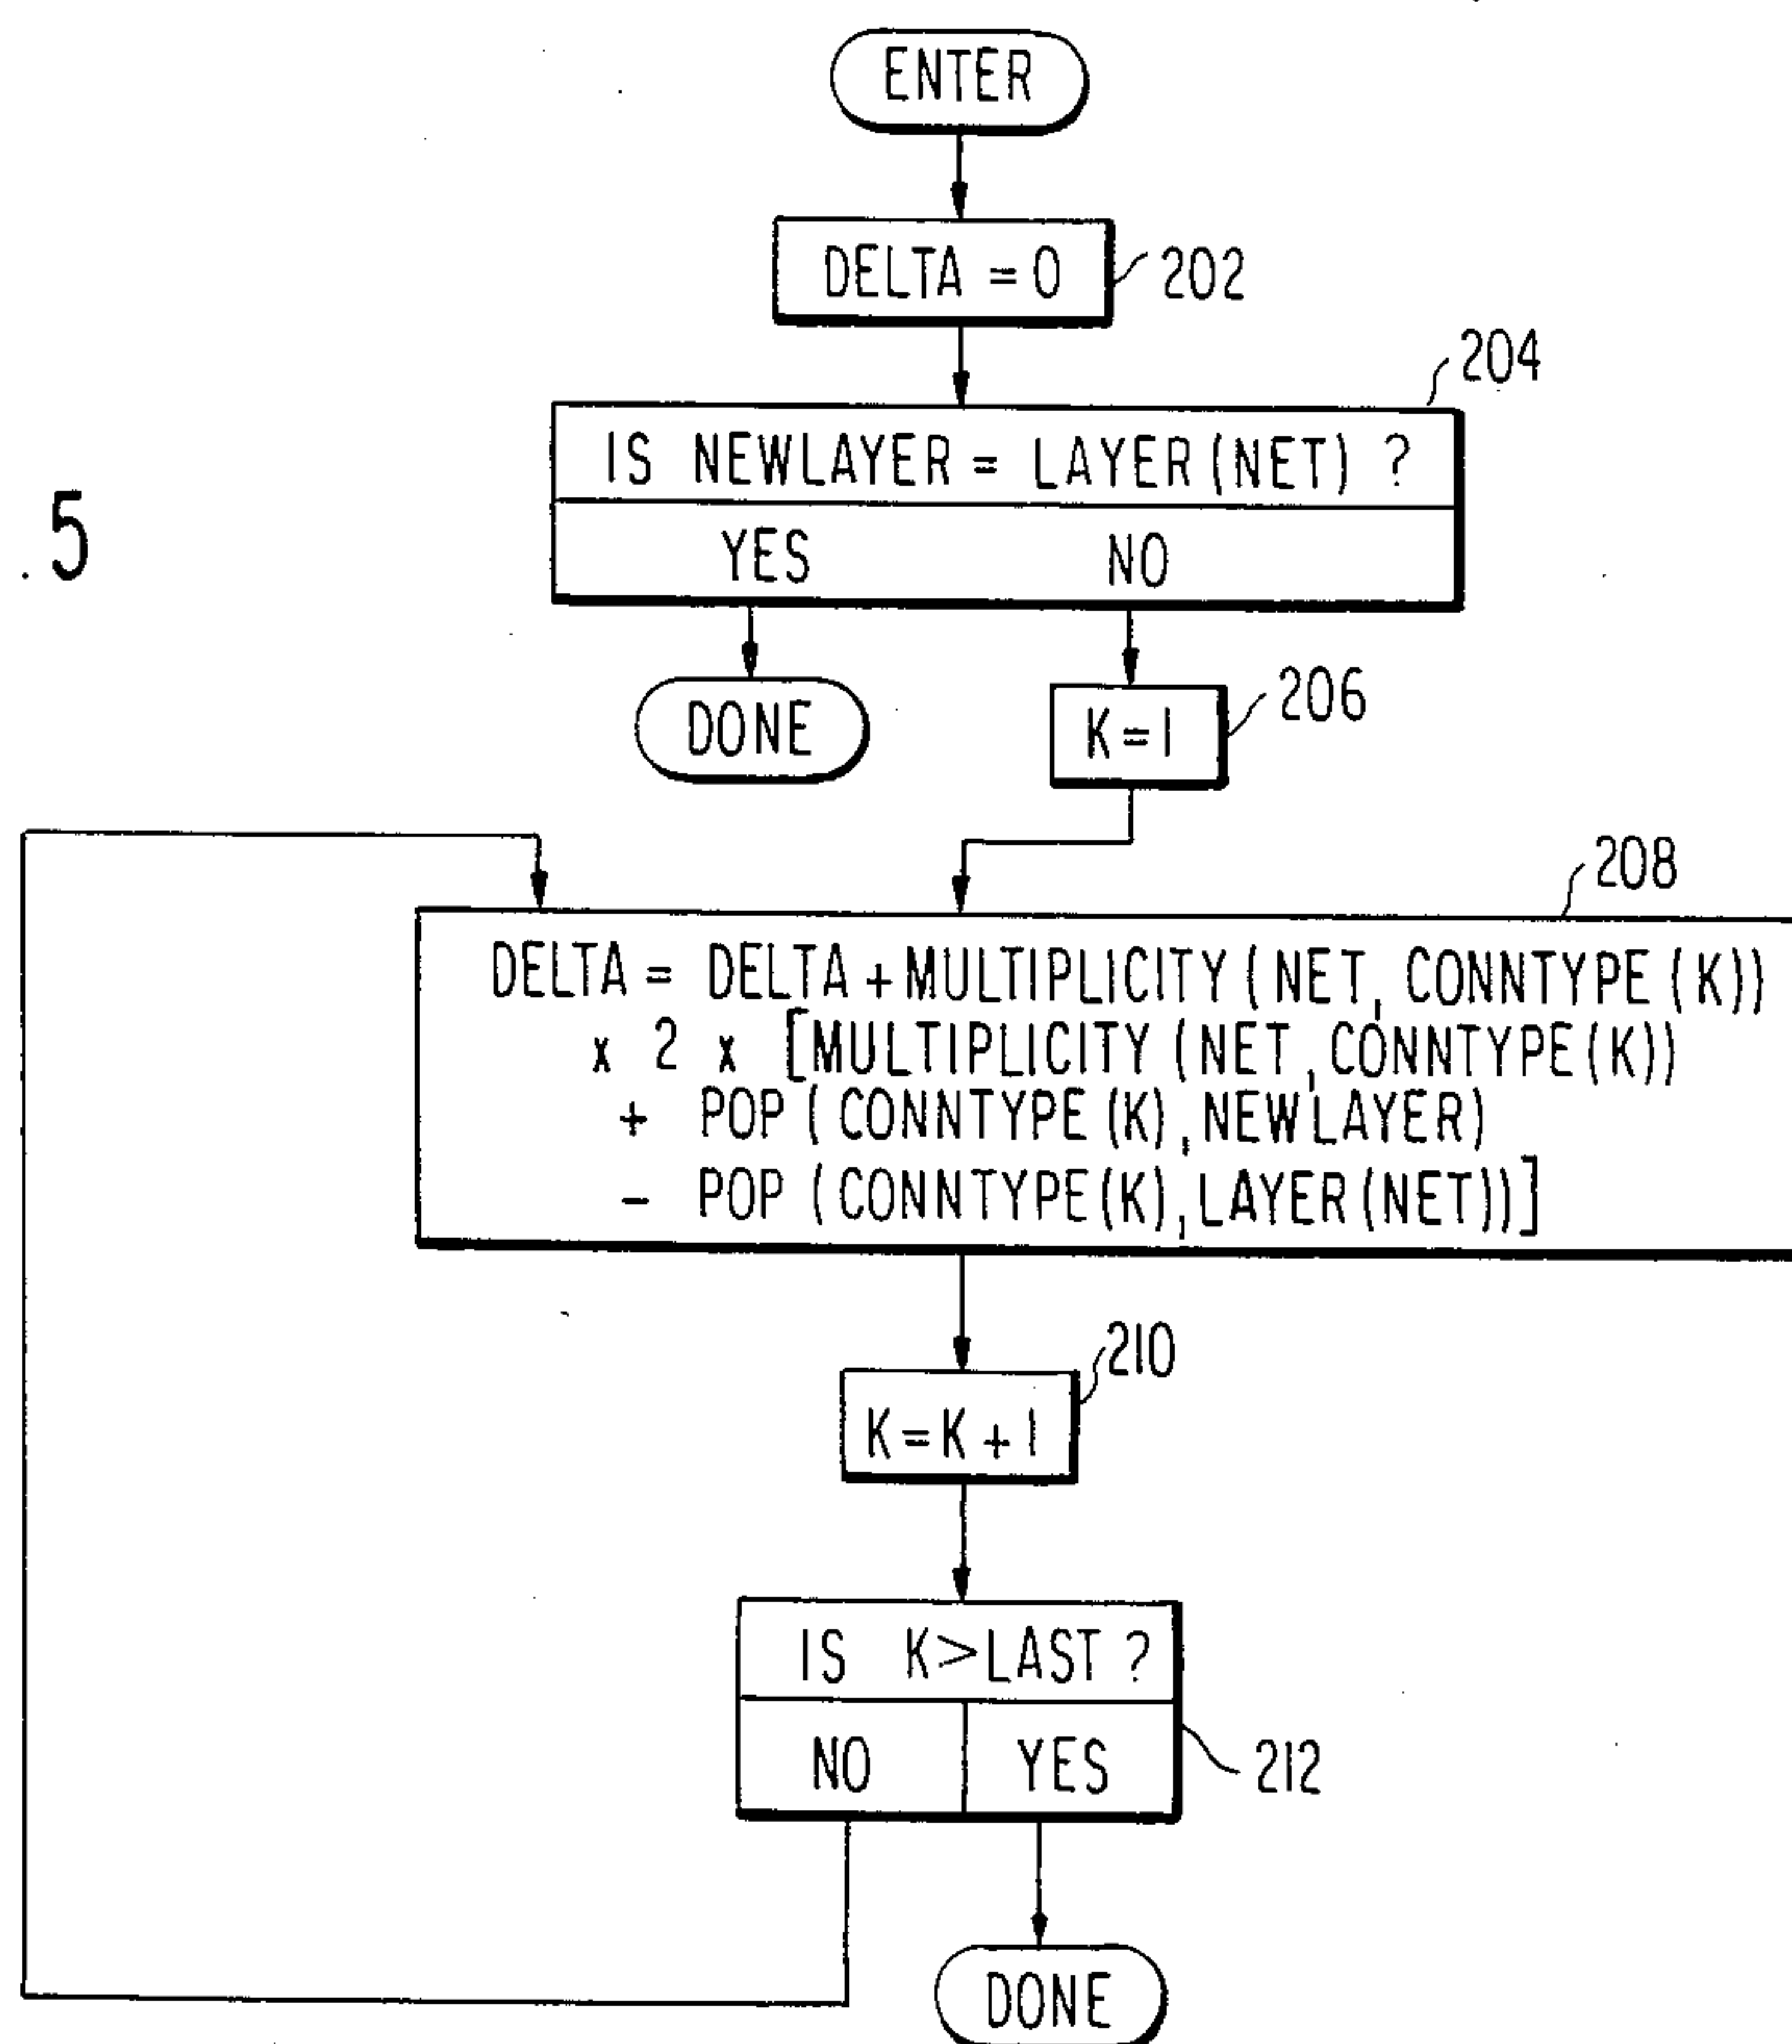 ENTER
DELTA = 0
202
204
IS NEWLAYER = LAYER (NET) ?
YES NO
. 5
DONE
K=1
206
208
DELTA = DELTA + MULTIPLICITY (NET, CONNTYPE (K))
x 2 x [MULTIPLICITY (NET, CONNTYPE (K))
+ POP ( CONNTYPE (K), NEWLAYER)
- POP (CONNTYPE (K), LAYER (NET))]
210
K=K+1
IS K>LAST ?
NO YES
212
DONE